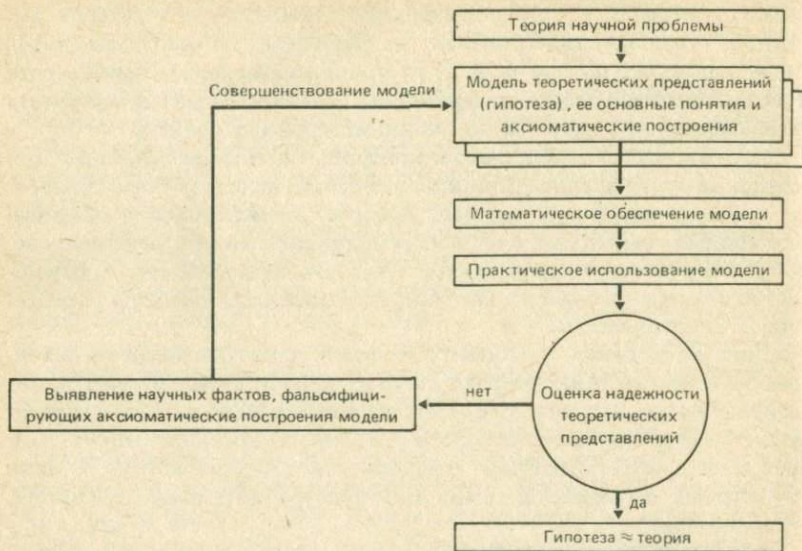 Теория научной проблемы
Совершенствование модели
Модель теоретических представлений
(гипотеза), ее основные понятия и
аксиоматические построения
Математическое обеспечение модели
Практическое использование модели
Выявление научных фактов, фальсифици-
рующих аксиоматические построения модели
нет
Оценка надежности
теоретических
представлений
да
Гипотеза ≈ теория